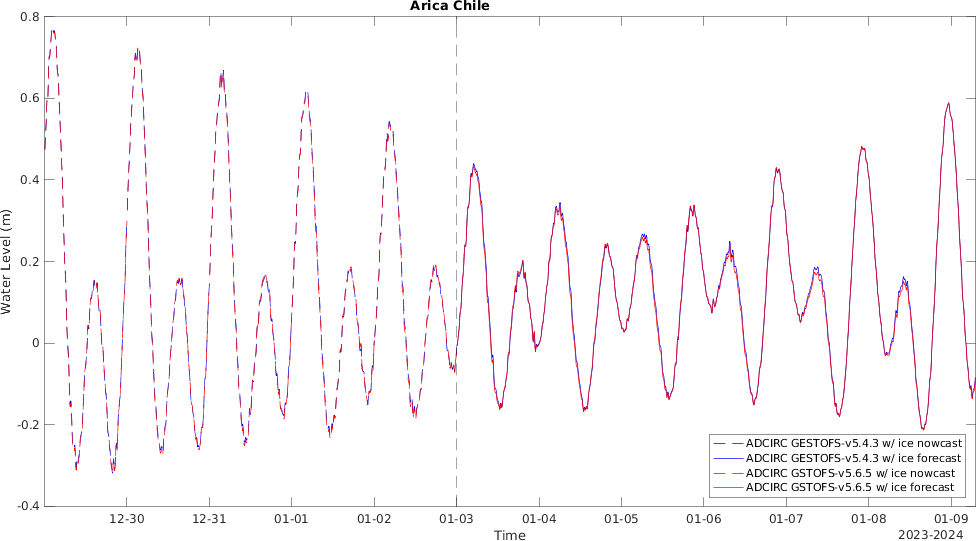 Arica Chile
Water Level (m)
0.8
0.6
0.4
0.2
0
-0.2
-0.4
12-30
12-31
01-01
01-02
01-03
01-04
01-05
01-06
01-07
01-08
01-09
Time
2023-2024
ADCIRC GESTOFS-v5.4.3 w/ ice nowcast
ADCIRC GESTOFS-v5.4.3 w/ ice forecast
ADCIRC GSTOFS-v5.6.5 w/ ice nowcast
ADCIRC GSTOFS-v5.6.5 w/ ice forecast